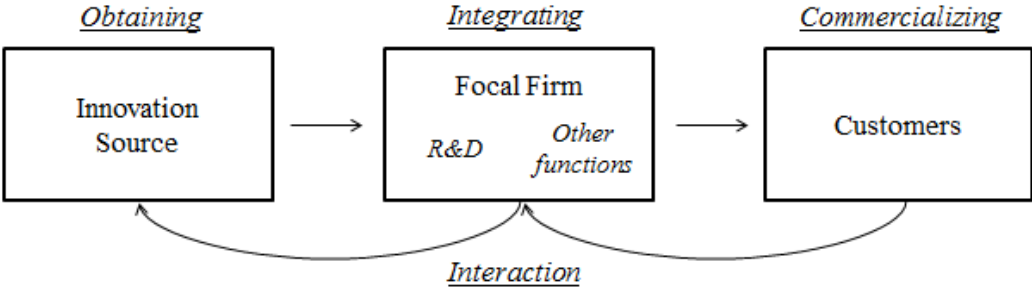 Obtaining
Integrating
Commercializing
Innovation
Source
Focal Firm
R&D
Other
functions
Customers
Interaction